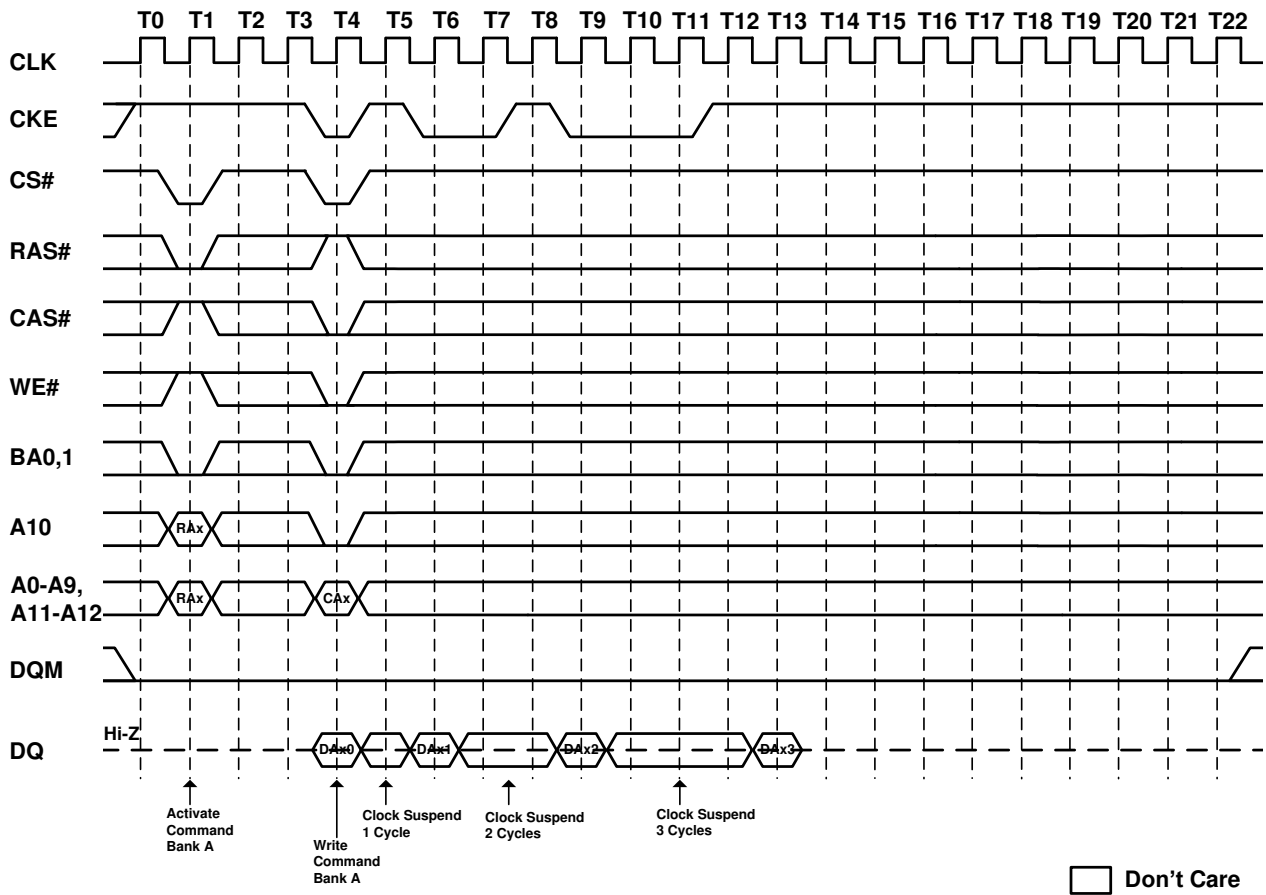 T0 T1 T2 T3 T4 T5 T6 T7 T8 T9 T10 T11 T12 T13 T14 T15 T16 T17 T18 T19 T20 T21 T22
CLK
CKE
CS#
RAS#
CAS#
WE#
BA0,1
A10
RAx
A0-A9,
A11-A12
RAx
CAx
DQM
DQ
Hi-Z
DAx0
DAx1
DAx2
DAx3
Activate
Command
Bank A
Write
Command
Bank A
Clock Suspend
1 Cycle
Clock Suspend
2 Cycles
Clock Suspend
3 Cycles
Don't Care